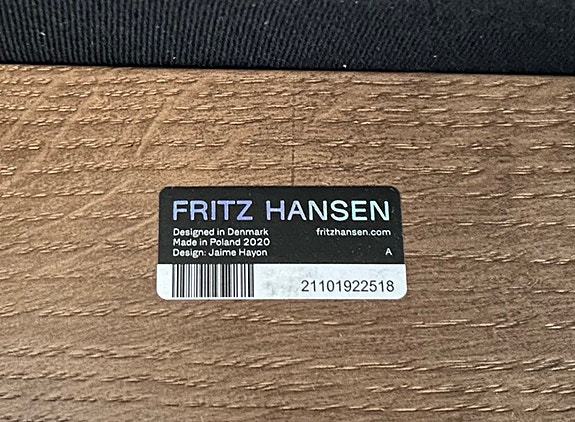 FRITZ HANSEN
Designed in Denmark fritzhansen.com
Made in Poland 2020
Design: Jaime Hayon A
21101922518